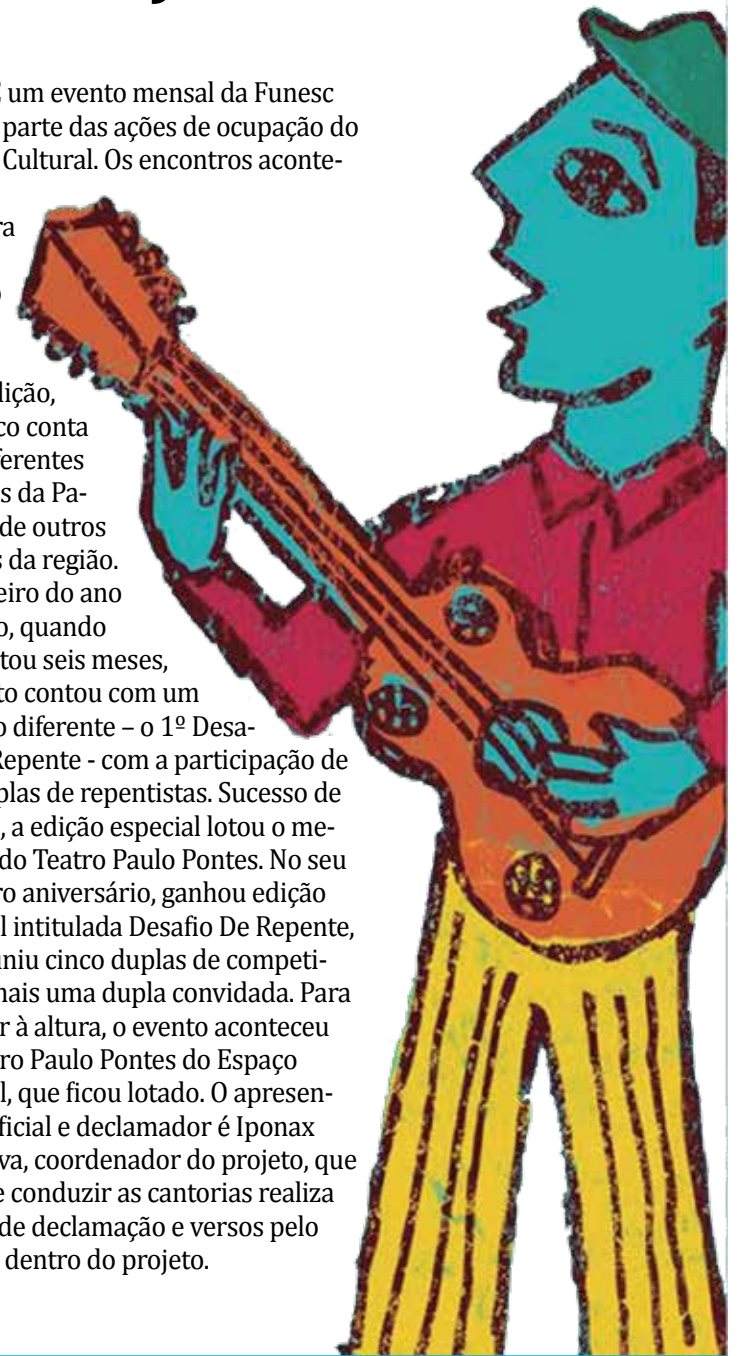 um evento mensal da Funesc
parte das ações de ocupação do
Cultural. Os encontros aconte-
ra
dição,
co conta
ferentes
s da Pa-
de outros
s da região.
eiro do ano
o, quando
tou seis meses,
to contou com um
o diferente – o 1º Desa-
Repente - com a participação de
plas de repentistas. Sucesso de
, a edição especial lotou o me-
do Teatro Paulo Pontes. No seu
ro aniversário, ganhou edição
l intitulada Desafio De Repente,
uniu cinco duplas de competi-
mais uma dupla convidada. Para
r à altura, o evento aconteceu
ro Paulo Pontes do Espaço
l, que ficou lotado. O apresen-
ficial e declamador é Iponax
va, coordenador do projeto, que
e conduzir as cantorias realiza
de declamação e versos pelo
dentro do projeto.